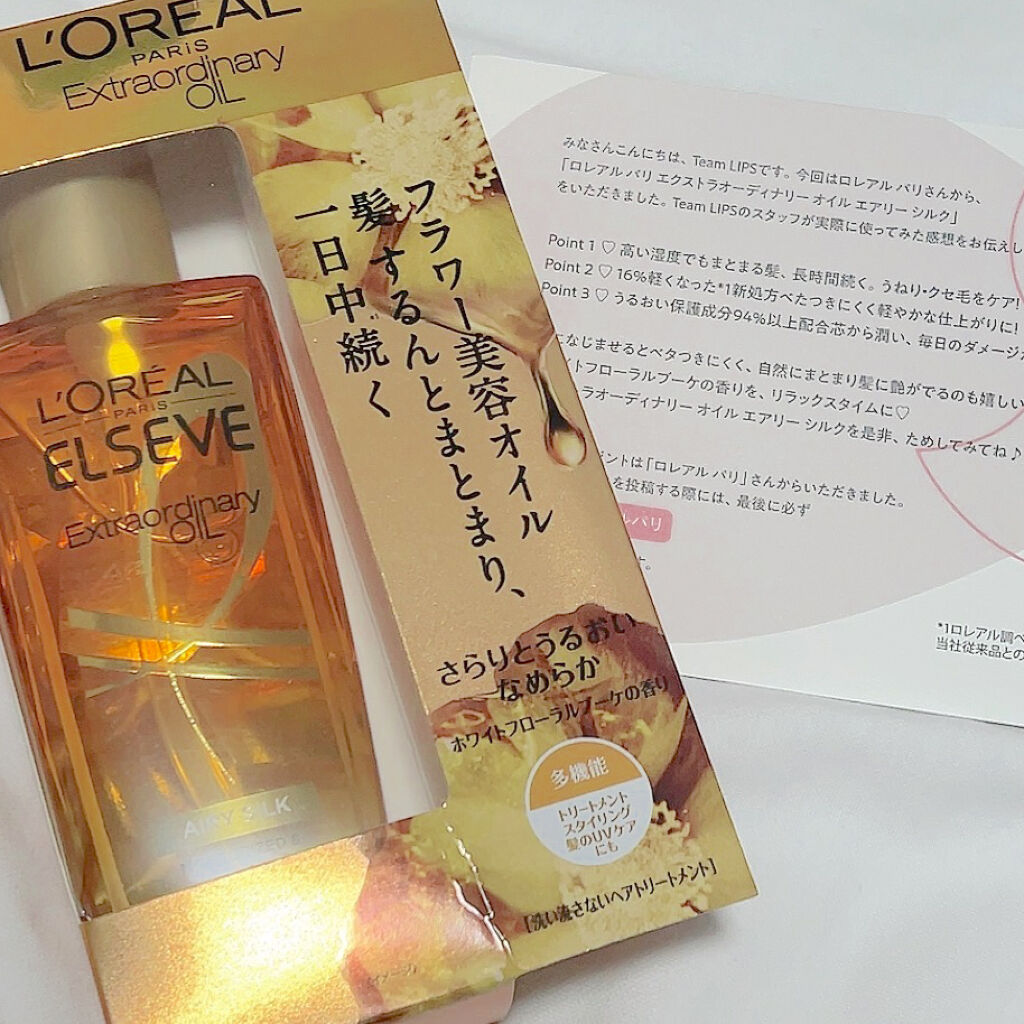 L'ORÉAL
PARIS
Extraordinary
OIL
フラワー美容オイル
髪するんとまとまり、
一日中続く
L'ORÉAL
PARIS
ELSEVE
Extraordinary
OIL
AIRY SILK
さらりとうるおい
なめらか
ホワイトフローラルブーケの香り
多機能
トリートメント
スタイリング
髪のUVケア
にも
[洗い流さないヘアトリートメント]
(イメージ)
みなさんこんにちは、Team LIPSです。今回はロレアル パリさんから、
「ロレアル パリ エクストラオーディナリー オイル エアリー シルク」
をいただきました。Team LIPSのスタッフが実際に使ってみた感想をお伝えし
Point 1 ♡ 高い湿度でもまとまる髪、長時間続く。うねり・クセ毛をケア!
Point 2 ♡ 16%軽くなった*1新処方べたつきにくく軽やかな仕上がりに!
Point 3 ♡ うるおい保護成分94%以上配合芯から潤い、毎日のダメージ
なじませるとベタつきにくく、自然にまとまり髪に艶がでるのも嬉しい
イトフローラルブーケの香りを、リラックスタイムに♡
ラオーディナリー オイル エアリー シルクを是非、ためしてみてね♪
ントは「ロレアル パリ」さんからいただきました。
を投稿する際には、最後に必ず
ルパリ
す。
*1ロレアル調べ
当社従来品との